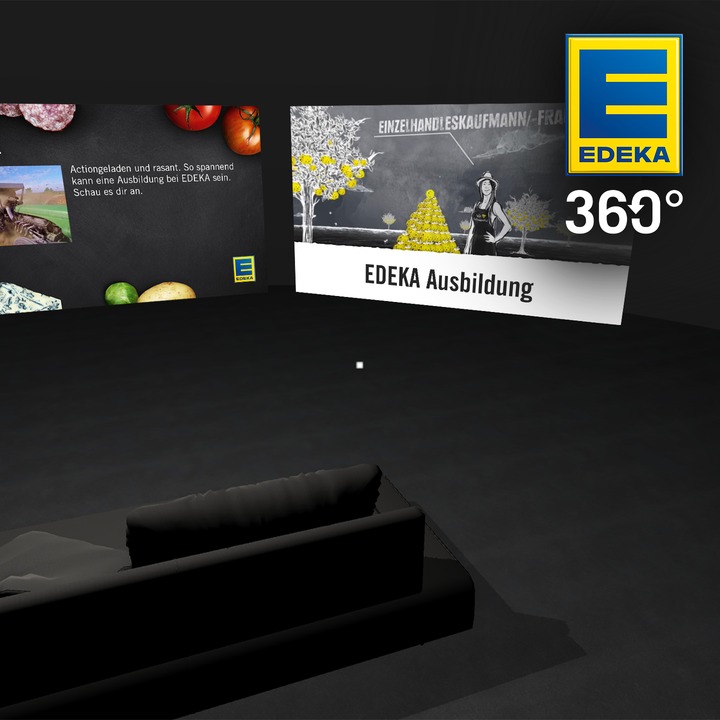 Actiongeladen und rasant. So spannend
kann eine Ausbildung bei EDEKA sein.
Schau es dir an.
EDEKA
EINZELHANDLESKAUFMANN/-FRA
EDEKA Ausbildung
EDEKA
360°